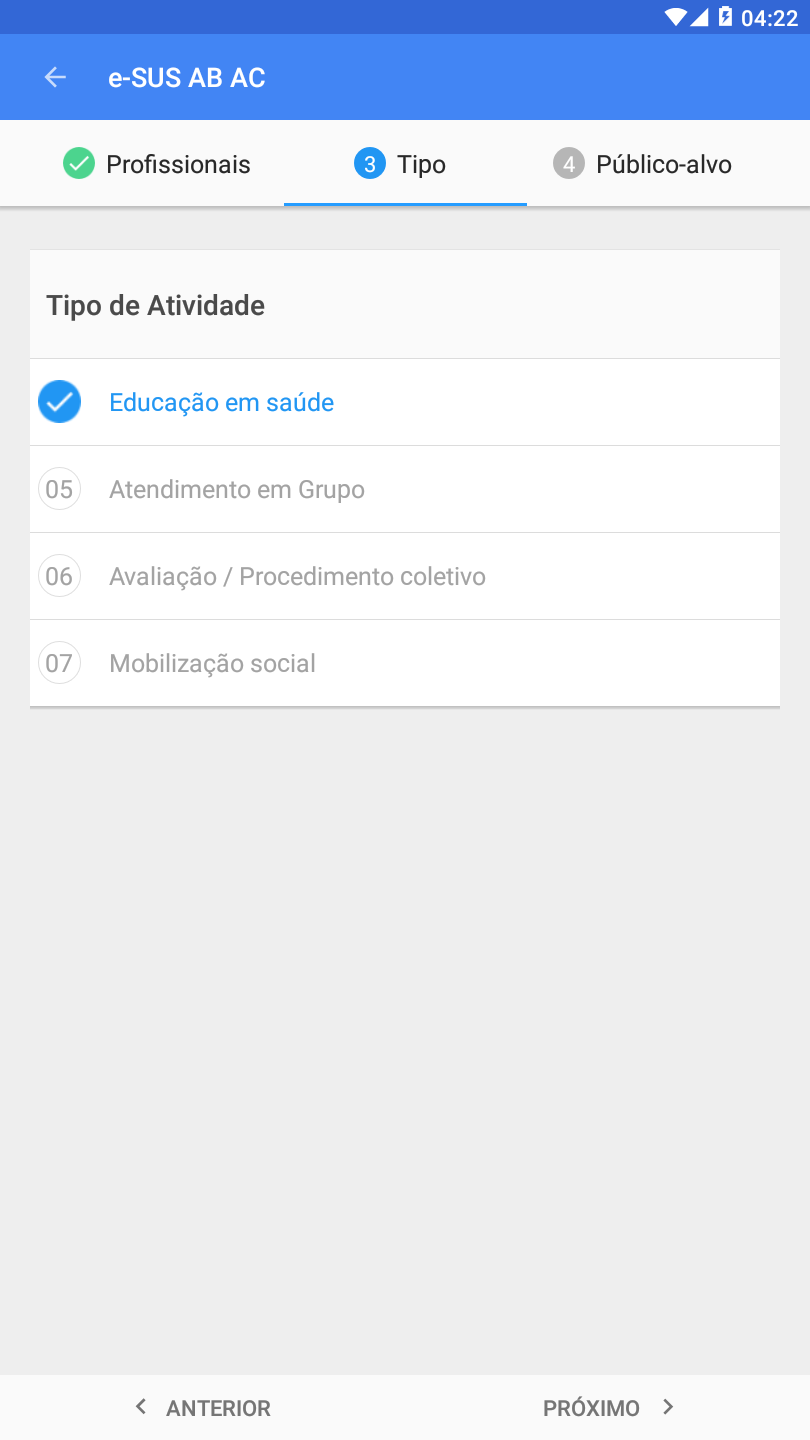 04:22
e-SUS AB AC
Profissionais 3 Tipo 4 Público-alvo
Tipo de Atividade
Educação em saúde
05 Atendimento em Grupo
06 Avaliação / Procedimento coletivo
07 Mobilização social
ANTERIOR PRÓXIMO